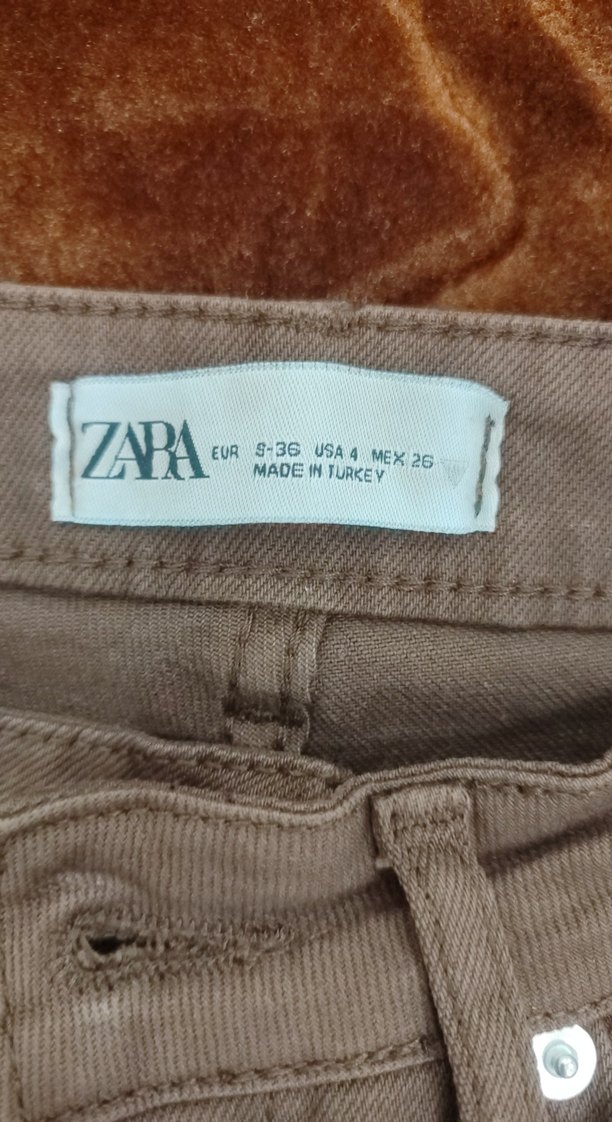 ZARA EUR S-36 USA 4 MEX 26
MADE IN TURKEY